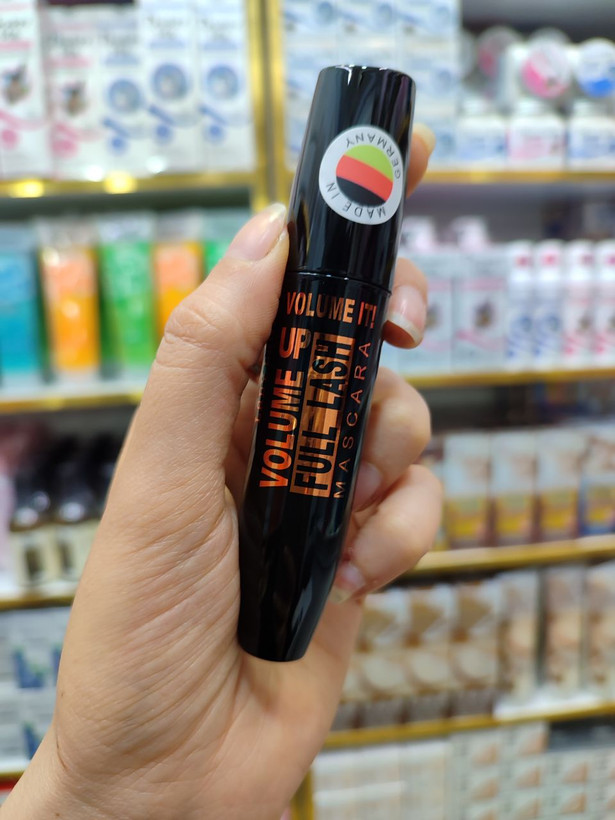 MADE IN
GERMANY
VOLUME IT!
VOLUME UP
FULL LASH
MASCARA